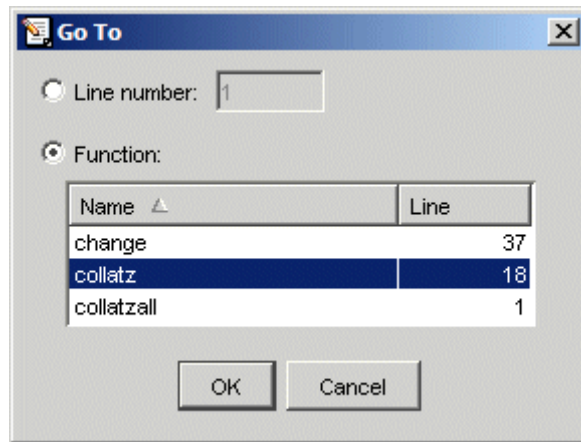 Go To
Line number: 1
Function:
Name Line
change 37
collatz 18
collatzall 1
OK Cancel